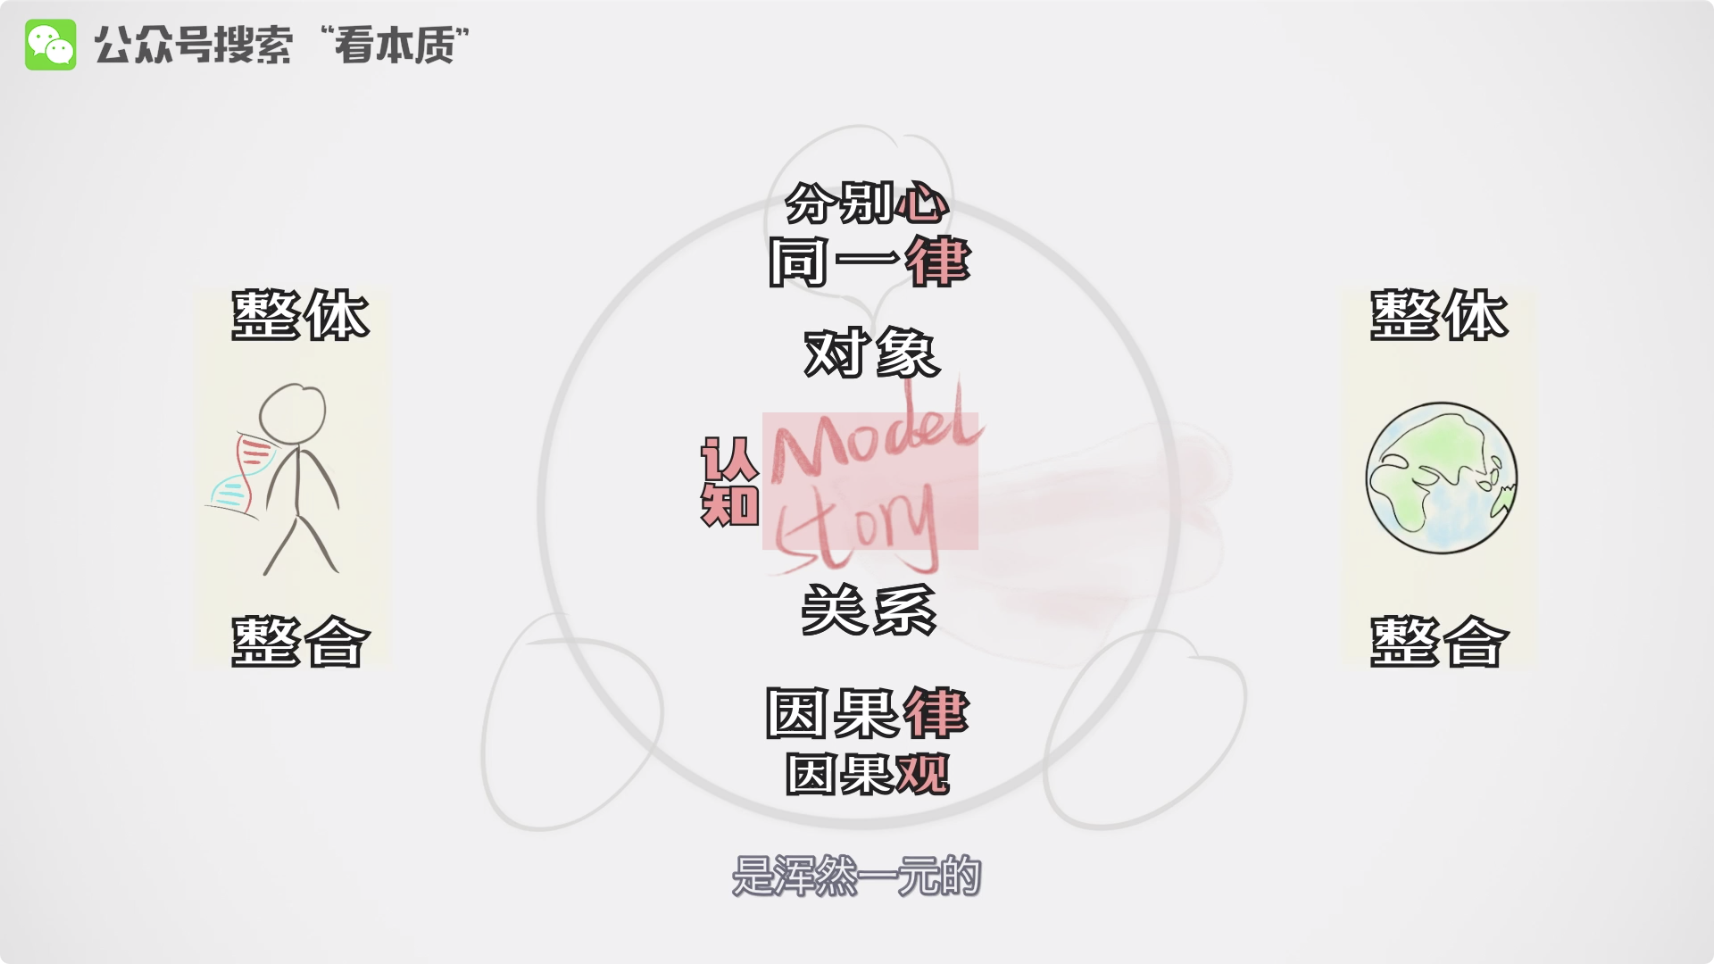 公众号搜索 “看本质”
分别心
同一律
整体
对象
整体
认知
Model
Story
关系
整合
整合
因果律
因果观
是浑然一元的